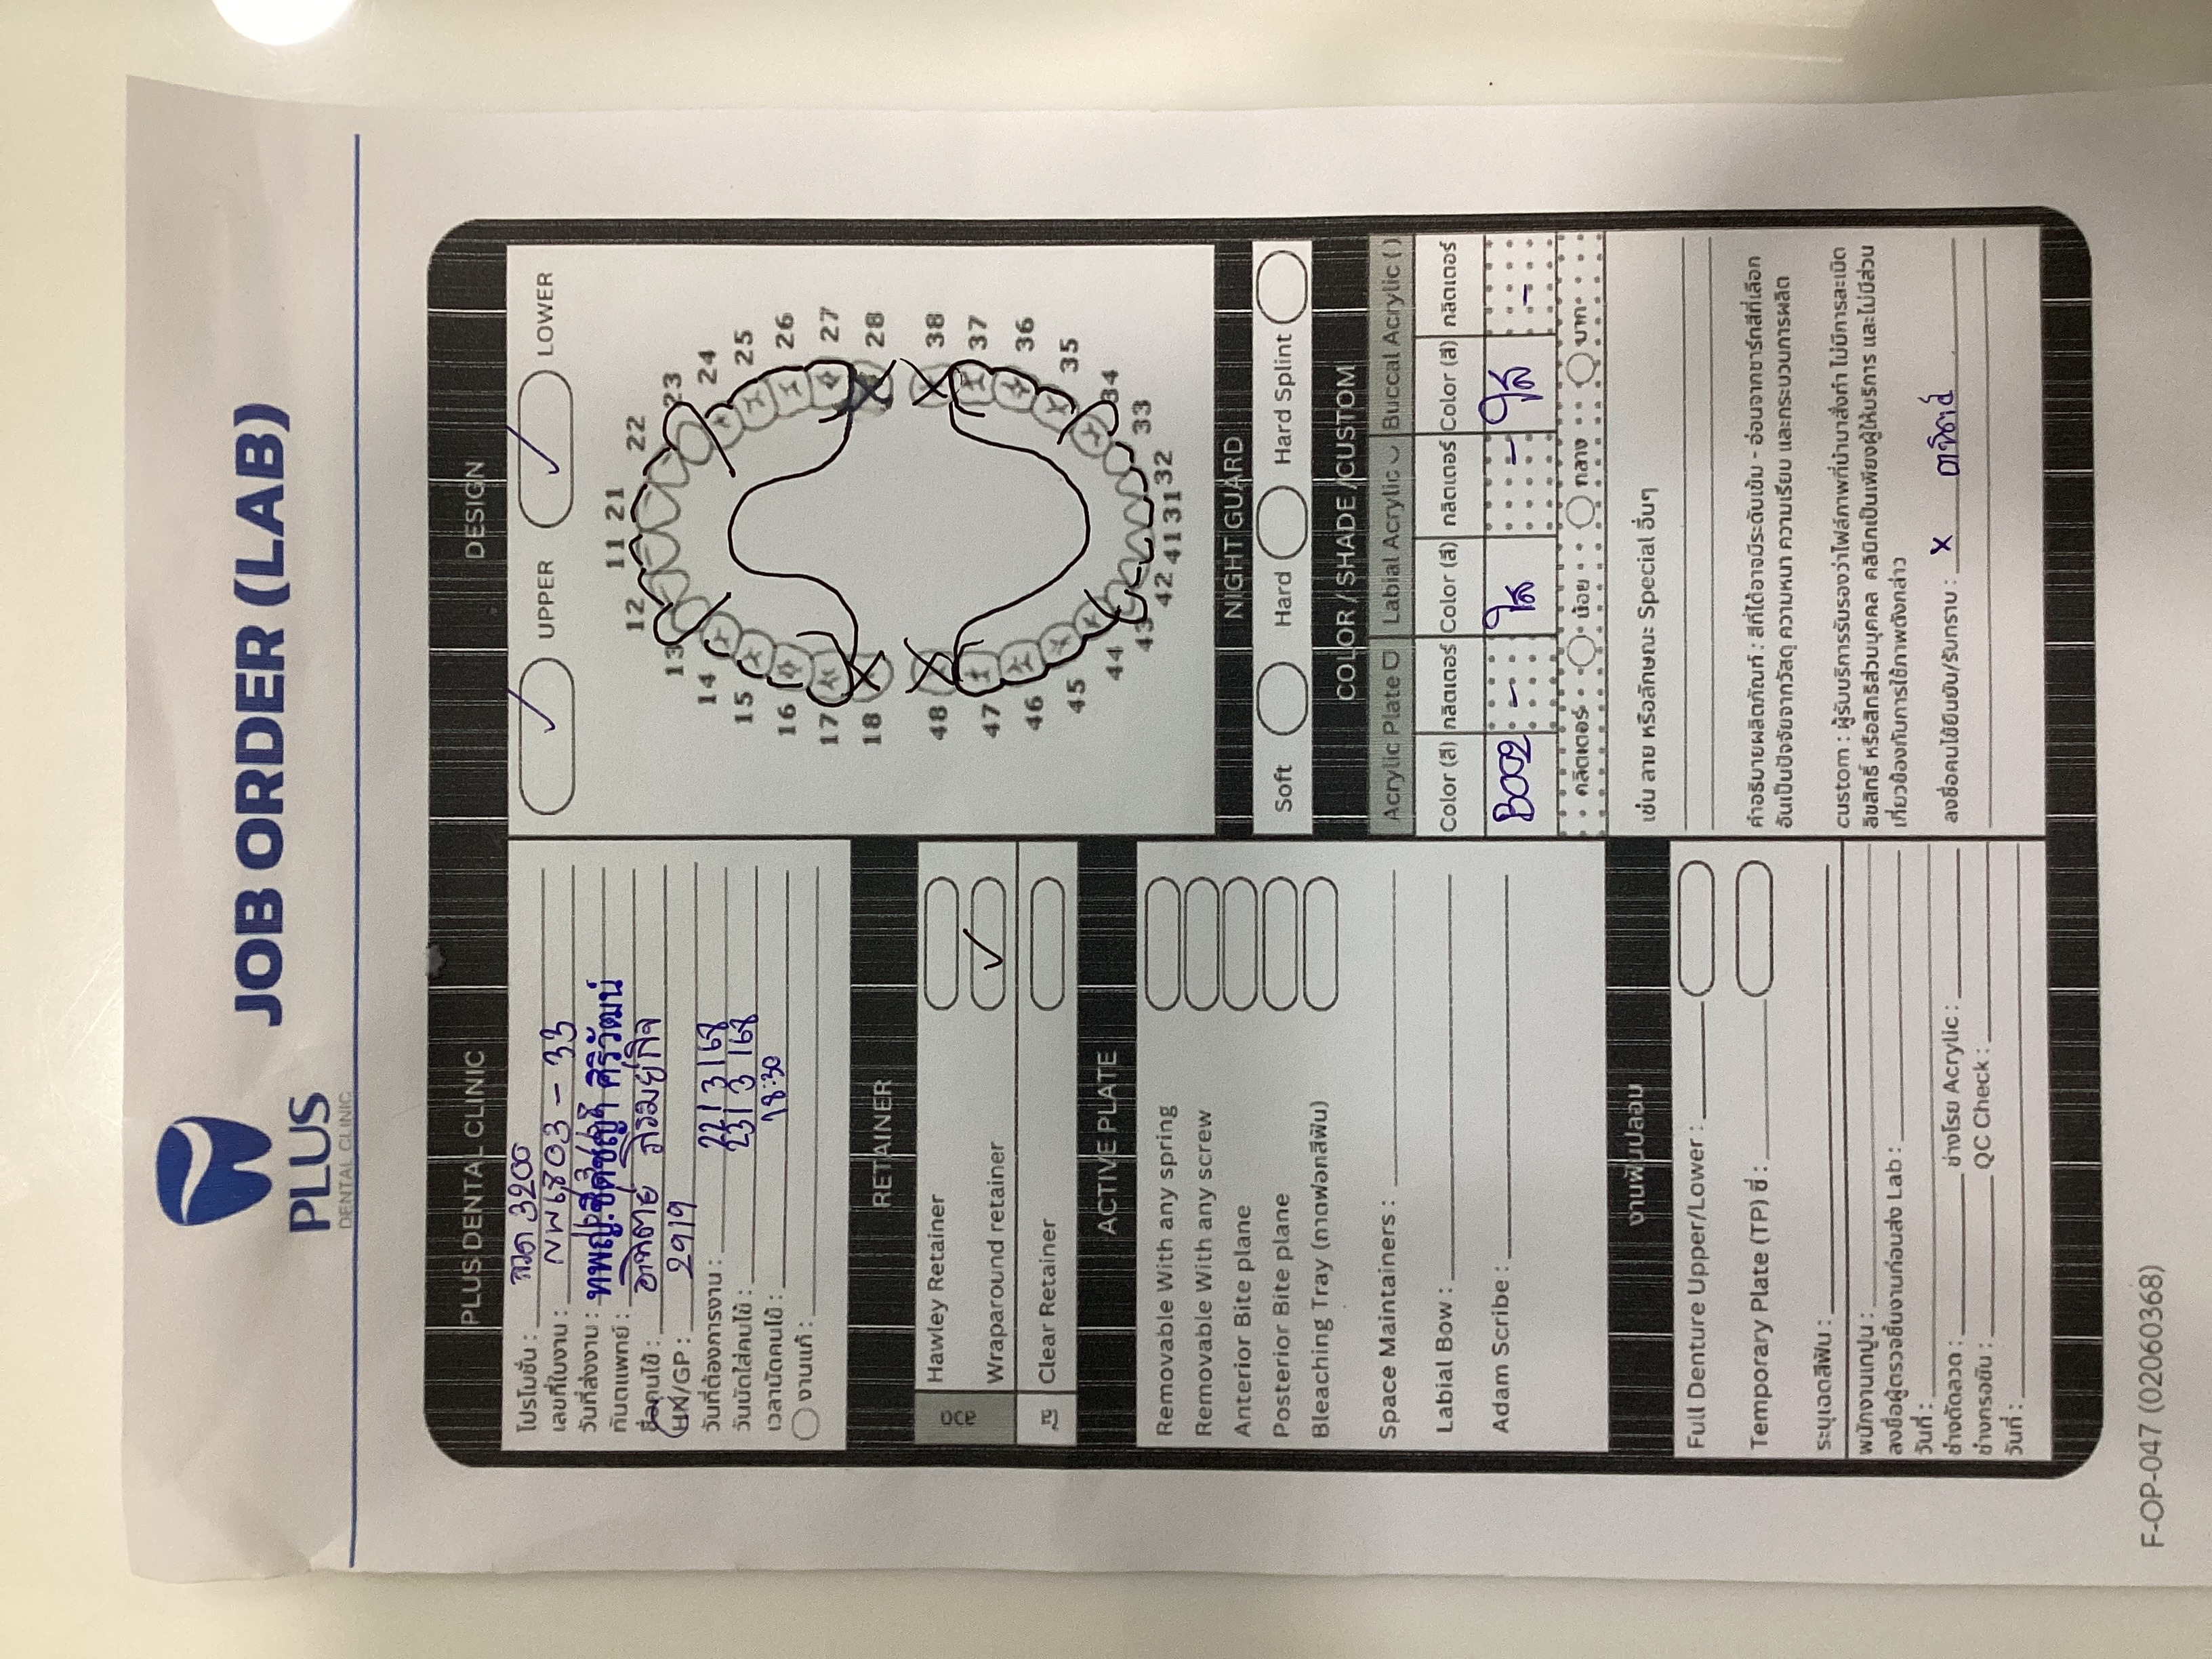 PLUS
DENTAL CLINIC
JOB ORDER (LAB)
PLUS DENTAL CLINIC
โปรโมชั่น : ลวด 3200
เลขที่ใบงาน : NW6803 - 33
วันที่ส่งงาน :
ทันตแพทย์ : ทพญ.ชิดชญา ศิริวัฒน์
ชื่อคนไข้ : อาทิตย์ ภิรมย์กิจ
HN/GP : 2919
วันที่ต้องการงาน : 22/3/68
วันนัดใส่คนไข้ : 23/3/68
เวลานัดคนไข้ : 18:30
งานแก้ :
RETAINER
ลวด
Hawley Retainer
Wraparound retainer ✓
ใส
Clear Retainer
ACTIVE PLATE
Removable With any spring
Removable With any screw
Anterior Bite plane
Posterior Bite plane
Bleaching Tray (ถาดฟอกสีฟัน)
Space Maintainers :
Labial Bow :
Adam Scribe :
งานฟันปลอม
Full Denture Upper/Lower :
Temporary Plate (TP) ซี่ :
ระบุเฉดสีฟัน :
พนักงานเทปูน :
ลงชื่อผู้ตรวจชิ้นงานก่อนส่ง Lab :
วันที่ :
ช่างดัดลวด : ช่างโรย Acrylic :
ช่างกรอขัน : QC Check :
วันที่ :
DESIGN
✓ UPPER ✓ LOWER
11 21
12 22
13 23
14 24
15 25
16 26
17 27
18 28
48 38
47 37
46 36
45 35
44 34
43 33
42 41 31 32
NIGHT GUARD
Soft Hard Hard Splint
COLOR / SHADE /CUSTOM
Acrylic Plate Labial Acrylic Buccal Acrylic ( )
Color (สี) กลิตเตอร์ Color (สี) กลิตเตอร์ Color (สี) กลิตเตอร์
B002 - ใส - ใส -
กลิตเตอร์ น้อย กลาง มาก
เช่น ลาย หรือลักษณะ Special อื่นๆ
คำอธิบายผลิตภัณฑ์ : สีที่ได้อาจมีระดับเข้ม - อ่อนจากชาร์ทสีที่เลือก
อันเป็นปัจจัยจากวัสดุ ความหนา ความเรียบ และกระบวนการผลิต
custom : ผู้รับบริการรับรองว่าไฟล์ภาพที่นำมาสั่งทำ ไม่มีการละเมิด
ลิขสิทธิ์ หรือสิทธิส่วนบุคคล คลินิกเป็นเพียงผู้ให้บริการ และไม่มีส่วน
เกี่ยวข้องกับการใช้ภาพดังกล่าว
ลงชื่อคนไข้ยืนยัน/รับทราบ : x อาทิตย์
F-OP-047 (02060368)